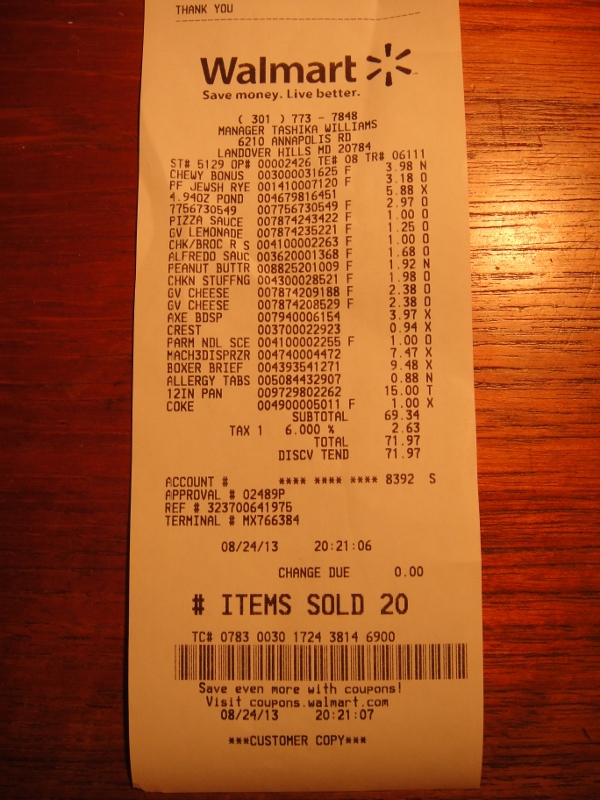 THANK YOU
Walmart
Save money. Live better.
( 301 ) 773 - 7848
MANAGER TASHIKA WILLIAMS
6210 ANNAPOLIS RD
LANDOVER HILLS MD 20784
ST# 5129 OP# 00002426 TE# 08 TR# 06111
CHEWY BONUS 003000031625 F 3.98 N
PF JEWSH RYE 001410007120 F 3.18 O
4.94OZ POND 004679816451 5.88 X
7756730549 007756730549 F 2.97 O
PIZZA SAUCE 007874243422 F 1.00 O
GV LEMONADE 007874235221 F 1.25 O
CHK/BROC R S 004100002263 F 1.00 O
ALFREDO SAUC 003620001368 F 1.68 O
PEANUT BUTTR 008825201009 F 1.92 N
CHKN STUFFNG 004300028521 F 1.98 O
GV CHEESE 007874209188 F 2.38 O
GV CHEESE 007874208529 F 2.38 O
AXE BDSP 007940006154 3.97 X
CREST 003700022923 0.94 X
PARM NDL SCE 004100002255 F 1.00 O
MACH3DISPRZR 004740004472 7.47 X
BOXER BRIEF 004393541271 9.48 X
ALLERGY TABS 005084432907 0.88 N
12IN PAN 009729802262 15.00 T
COKE 004900005011 F 1.00 X
SUBTOTAL 69.34
TAX 1 6.000 % 2.63
TOTAL 71.97
DISCV TEND 71.97
ACCOUNT # **** **** **** 8392 S
APPROVAL # 02489P
REF # 323700641975
TERMINAL # MX766384
08/24/13 20:21:06
CHANGE DUE 0.00
# ITEMS SOLD 20
TC# 0783 0030 1724 3814 6900
Save even more with coupons!
Visit coupons.walmart.com
08/24/13 20:21:07
***CUSTOMER COPY***